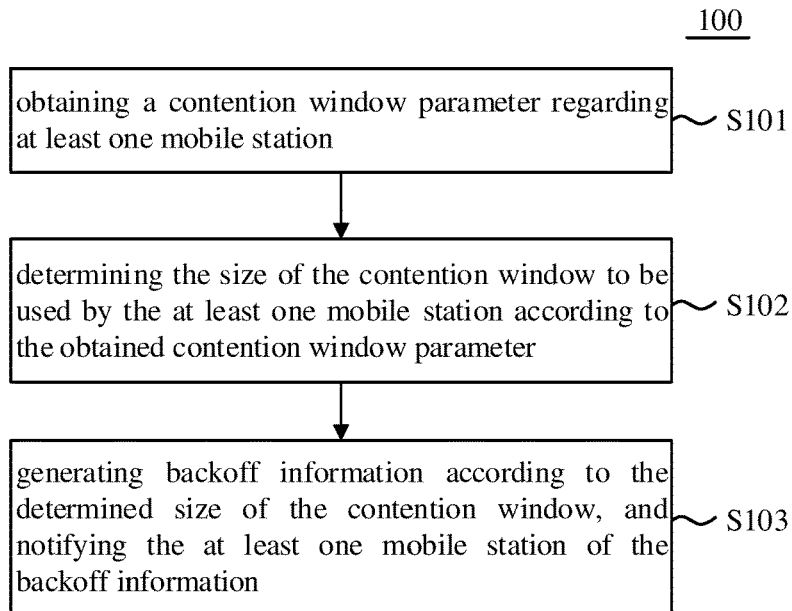 100
obtaining a contention window parameter regarding
at least one mobile station
S101
determining the size of the contention window to be
used by the at least one mobile station according to
the obtained contention window parameter
S102
generating backoff information according to the
determined size of the contention window, and
notifying the at least one mobile station of the
backoff information
S103